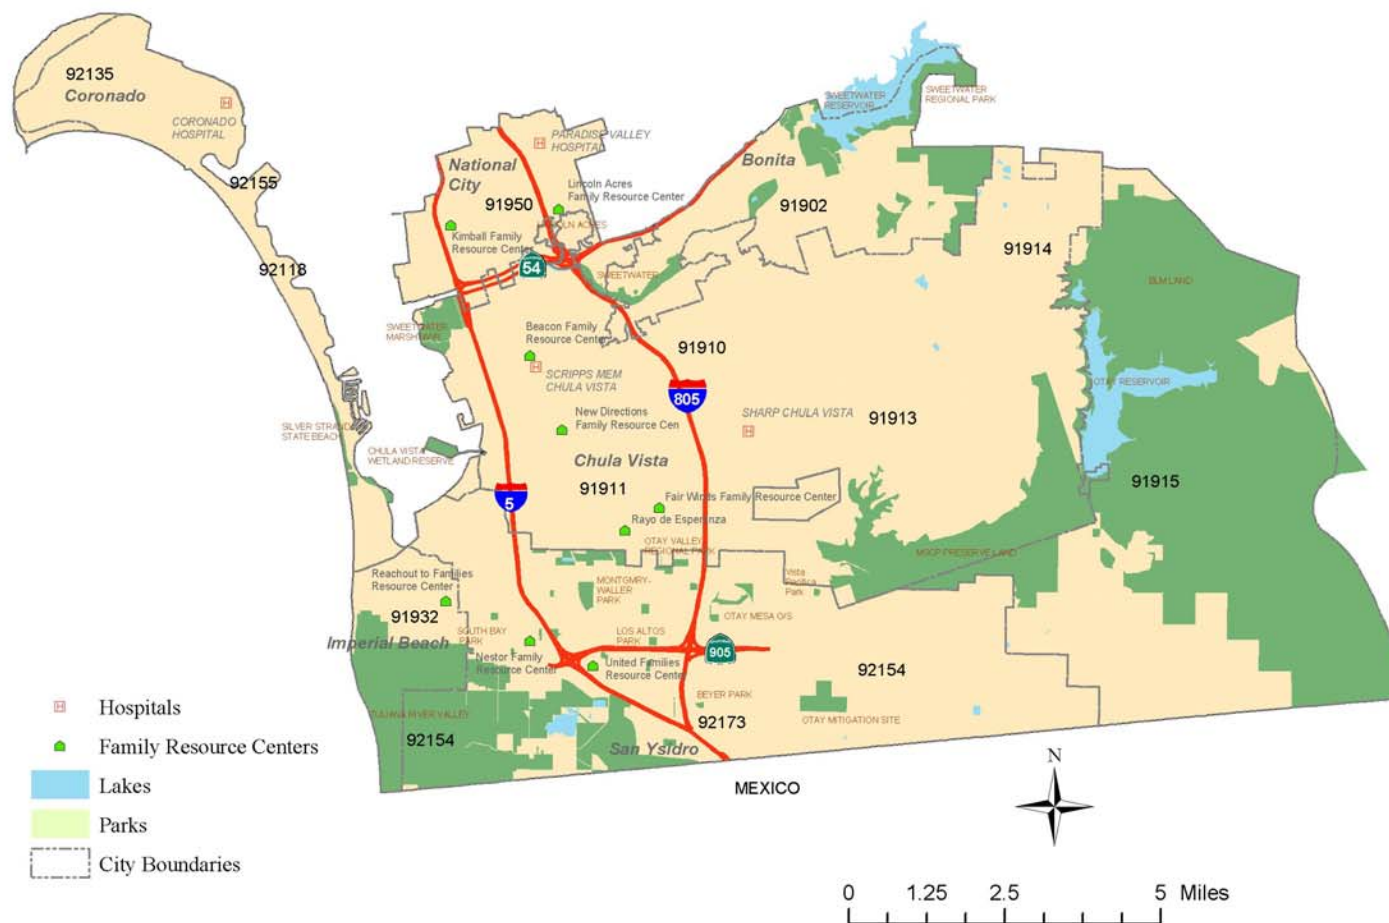 92135
Coronado
CORONADO
HOSPITAL
92155
92118
SILVER STRAND
STATE BEACH
National
City
PARADISE VALLEY
HOSPITAL
91950
Lincoln Acres
Family Resource Center
LINCOLN ACRES
Kimball Family
Resource Center
54
SWEETWATER
Bonita
91902
SWEETWATER
RESERVOIR
SWEETWATER
REGIONAL PARK
91914
BLM LAND
SWEETWATER
Beacon Family
Resource Center
91910
SCRIPPS MEM
CHULA VISTA
805
OTAY RESERVOIR
New Directions
Family Resource Cen
SHARP CHULA VISTA
91913
CHULA VISTA
WETLAND RESERVE
Chula Vista
91911
91915
5
Fair Winds Family Resource Center
Rayo de Esperanza
OTAY VALLEY
REGIONAL PARK
MSCP PRESERVE LAND
Reachout to Families
Resource Center
MONTGMRY-
WALLER
PARK
Vista
Pacifica
Park
91932
OTAY MESA O/S
Imperial Beach
SOUTH BAY
PARK
LOS ALTOS
PARK
905
Nestor Family
Resource Center
United Families
Resource Center
92154
BEYER PARK
TIJUANA RIVER VALLEY
92173
OTAY MITIGATION SITE
92154
San Ysidro
MEXICO
Hospitals
Family Resource Centers
Lakes
Parks
City Boundaries
N
0 1.25 2.5 5 Miles